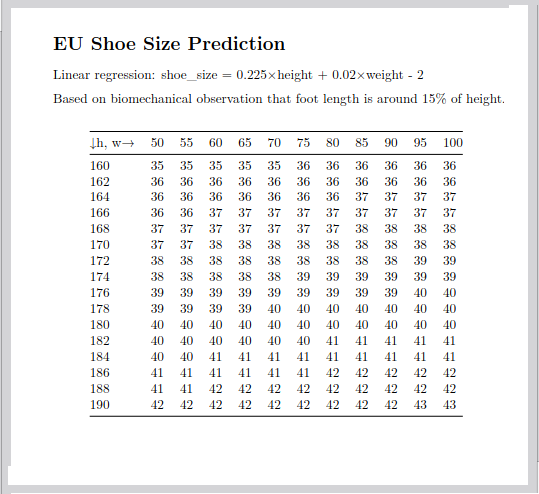 EU Shoe Size Prediction
Linear regression: shoe_size = 0.225×height + 0.02×weight - 2
Based on biomechanical observation that foot length is around 15% of height.
↓h, w→ 50 55 60 65 70 75 80 85 90 95 100
160 35 35 35 35 35 36 36 36 36 36 36
162 36 36 36 36 36 36 36 36 36 36 36
164 36 36 36 36 36 36 36 37 37 37 37
166 36 36 37 37 37 37 37 37 37 37 37
168 37 37 37 37 37 37 37 38 38 38 38
170 37 37 38 38 38 38 38 38 38 38 38
172 38 38 38 38 38 38 38 38 38 39 39
174 38 38 38 38 38 39 39 39 39 39 39
176 39 39 39 39 39 39 39 39 39 40 40
178 39 39 39 39 40 40 40 40 40 40 40
180 40 40 40 40 40 40 40 40 40 40 40
182 40 40 40 40 40 40 41 41 41 41 41
184 40 40 41 41 41 41 41 41 41 41 41
186 41 41 41 41 41 41 42 42 42 42 42
188 41 41 42 42 42 42 42 42 42 42 42
190 42 42 42 42 42 42 42 42 42 43 43